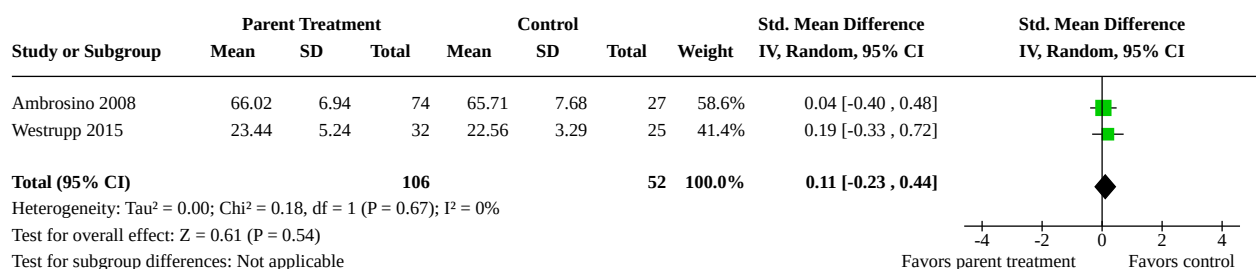 Parent Treatment Control Std. Mean Difference Std. Mean Difference
Study or Subgroup Mean SD Total Mean SD Total Weight IV, Random, 95% CI IV, Random, 95% CI
Ambrosino 2008 66.02 6.94 74 65.71 7.68 27 58.6% 0.04 [-0.40 , 0.48]
Westrupp 2015 23.44 5.24 32 22.56 3.29 25 41.4% 0.19 [-0.33 , 0.72]
Total (95% CI) 106 52 100.0% 0.11 [-0.23 , 0.44]
Heterogeneity: Tau² = 0.00; Chi² = 0.18, df = 1 (P = 0.67); I² = 0%
Test for overall effect: Z = 0.61 (P = 0.54) -4 -2 0 2 4
Test for subgroup differences: Not applicable Favors parent treatment Favors control